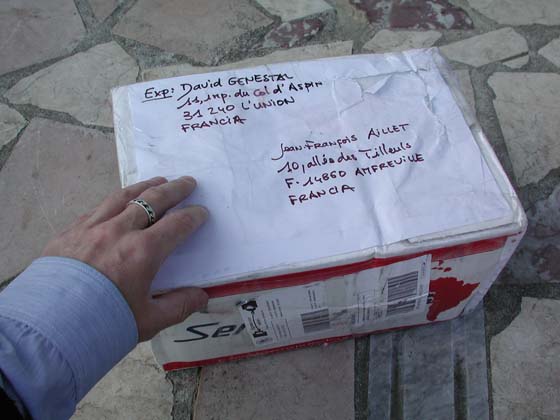 Exp: David GENESTAL
11, imp. du Col d'Aspin
31 240 L'UNION
FRANCIA
Jean-François AILLET
10, allée des Tilleuls
F. 14860 AMFREVILLE
FRANCIA